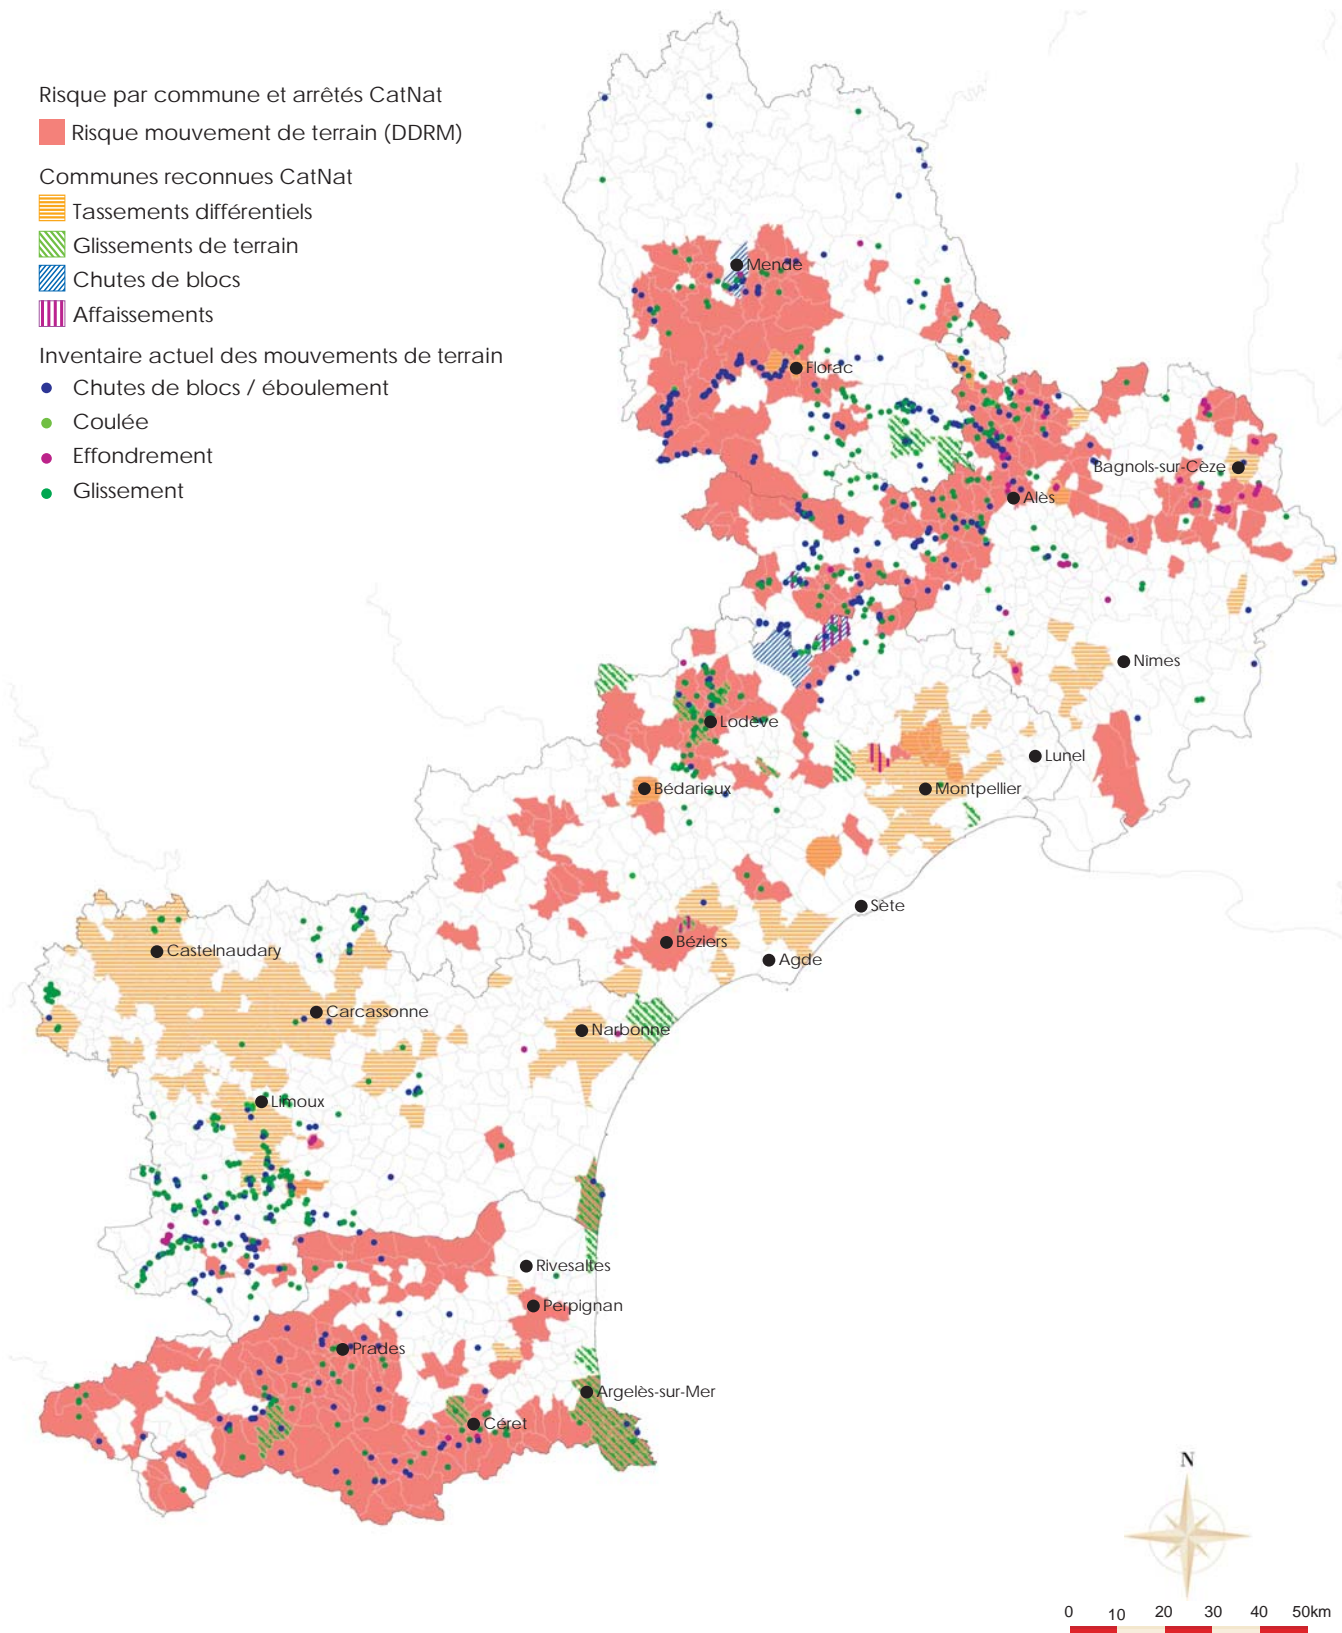 Risque par commune et arrêtés CatNat
Risque mouvement de terrain (DDRM)
Communes reconnues CatNat
Tassements différentiels
Glissements de terrain
Chutes de blocs
Affaissements
Inventaire actuel des mouvements de terrain
Chutes de blocs / éboulement
Coulée
Effondrement
Glissement
Mende
Florac
Bagnols-sur-Cèze
Alès
Nîmes
Lodève
Lunel
Bédarieux
Montpellier
Sète
Béziers
Agde
Castelnaudary
Carcassonne
Narbonne
Limoux
Rivesaltes
Perpignan
Prades
Argelès-sur-Mer
Céret
N
0 10 20 30 40 50km